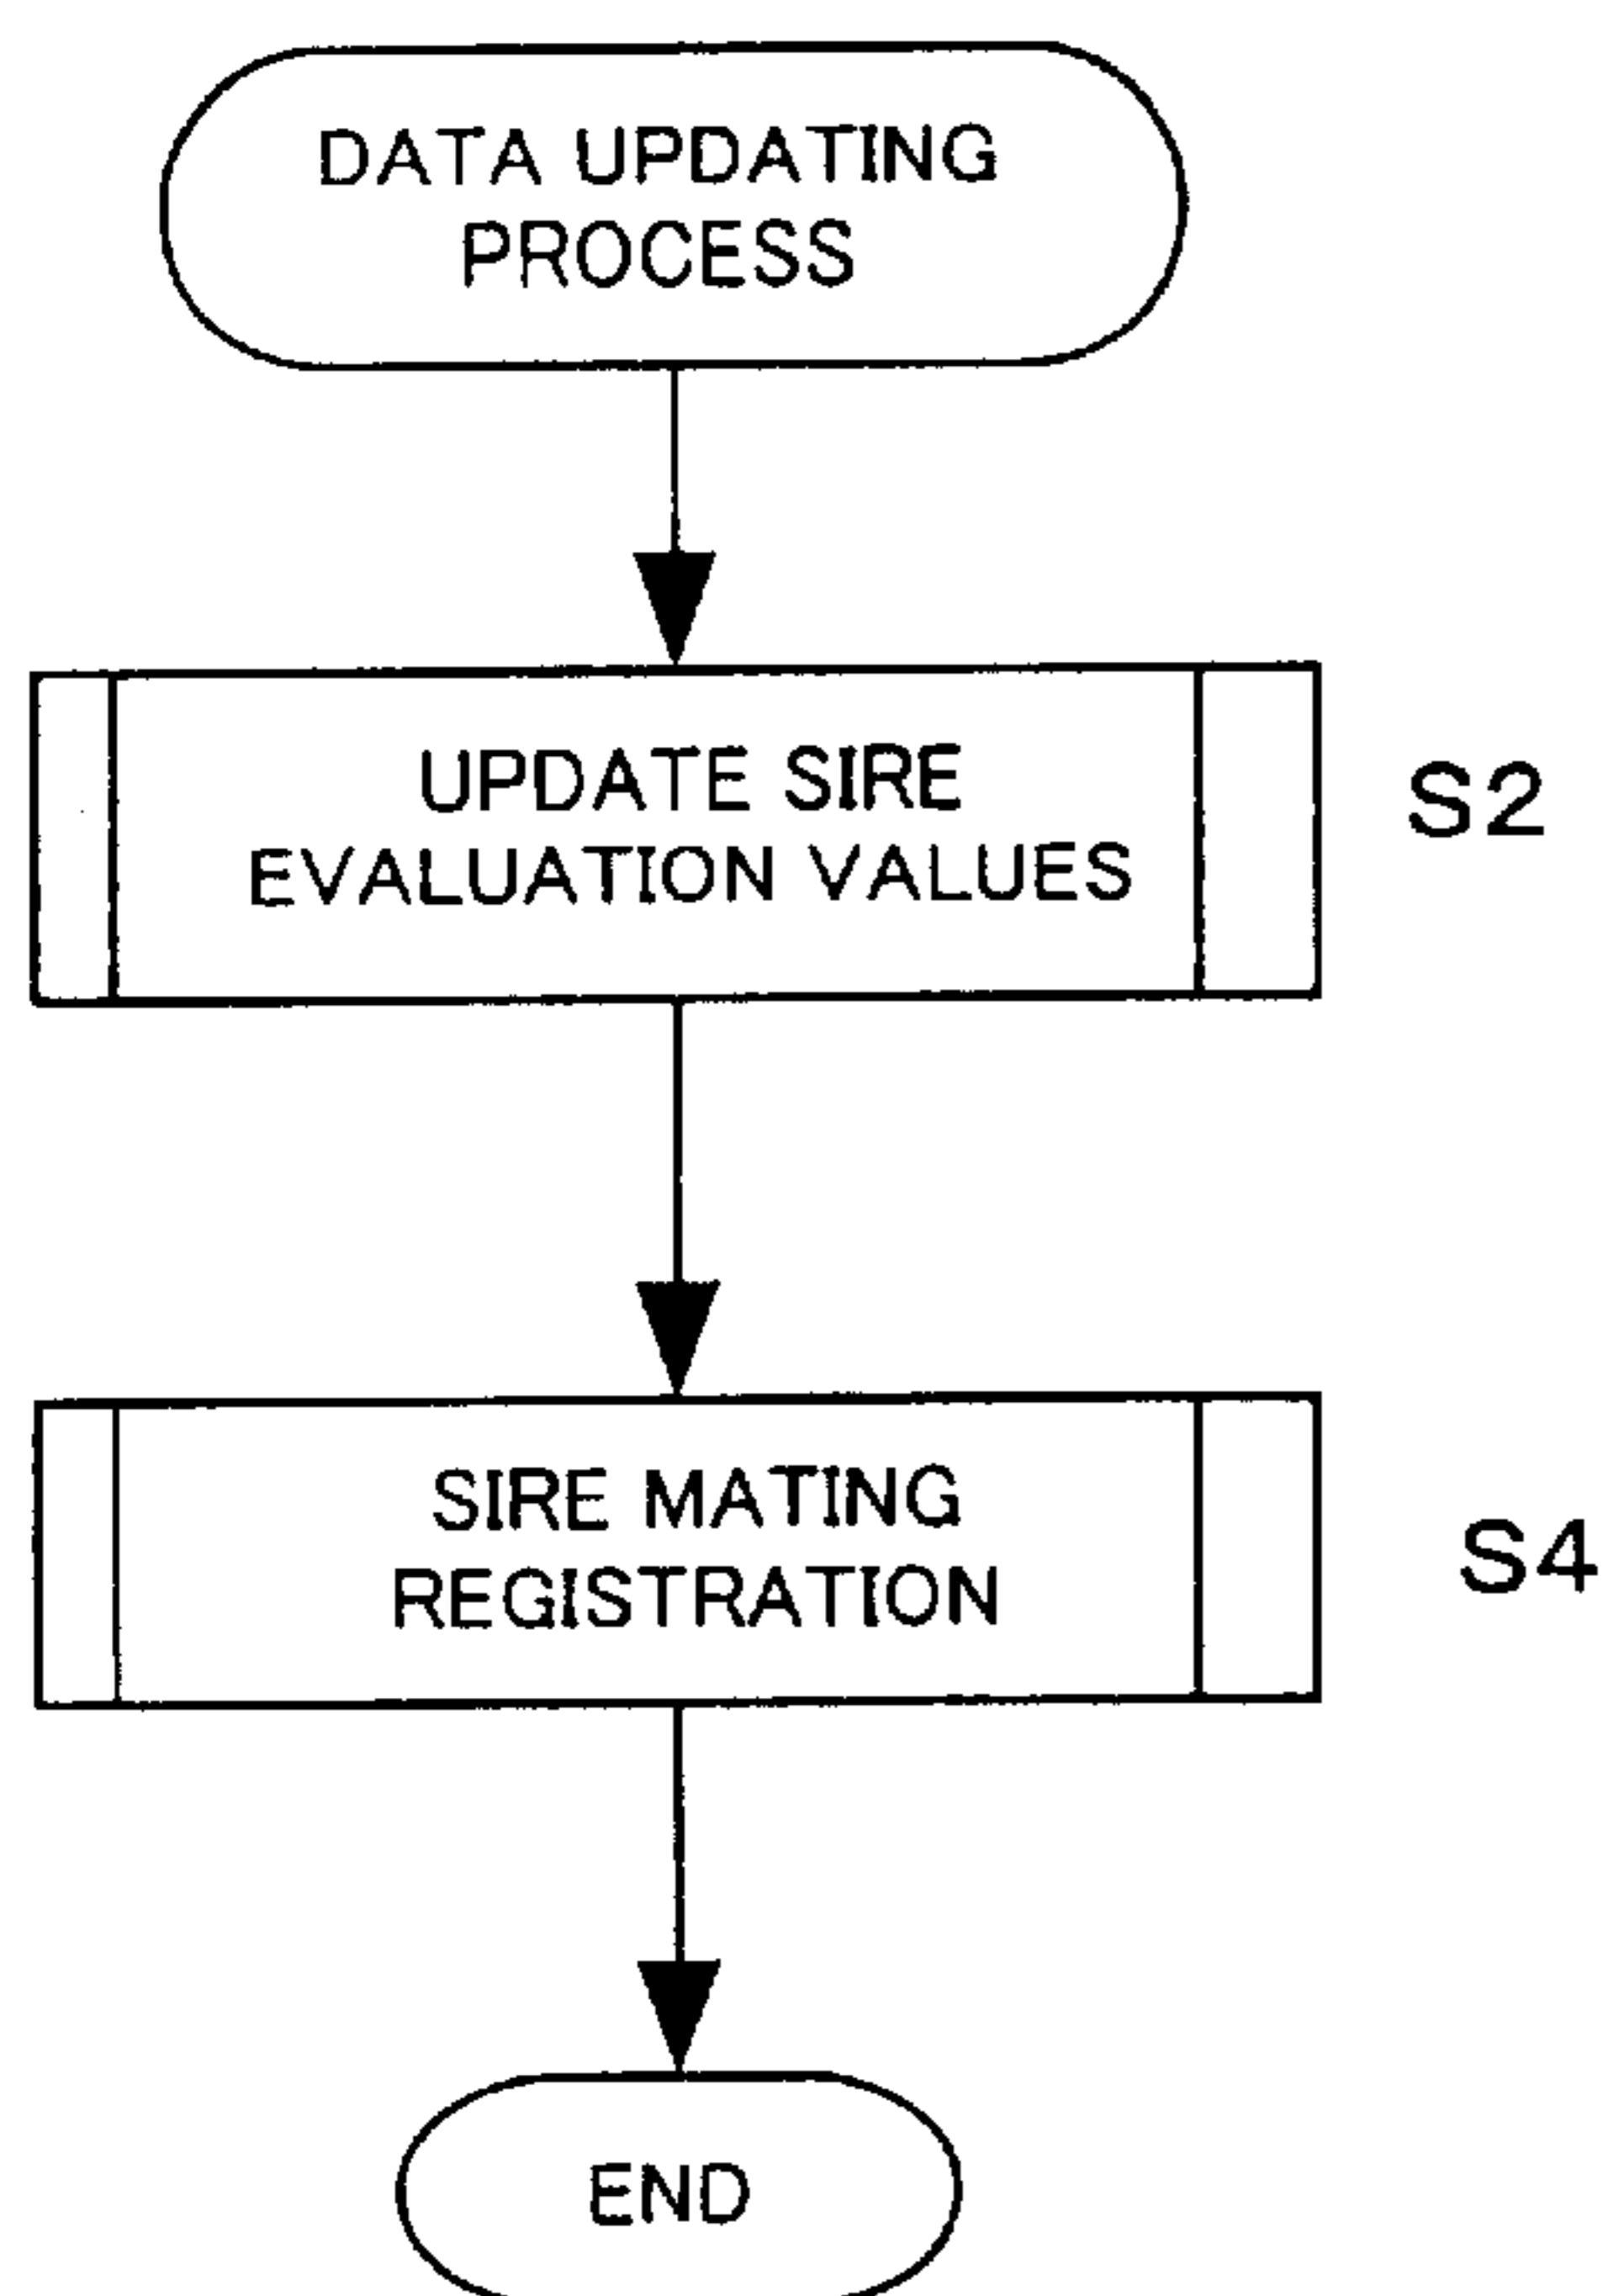 DATA UPDATING
PROCESS
UPDATE SIRE
EVALUATION VALUES
S2
SIRE MATING
REGISTRATION
S4
END